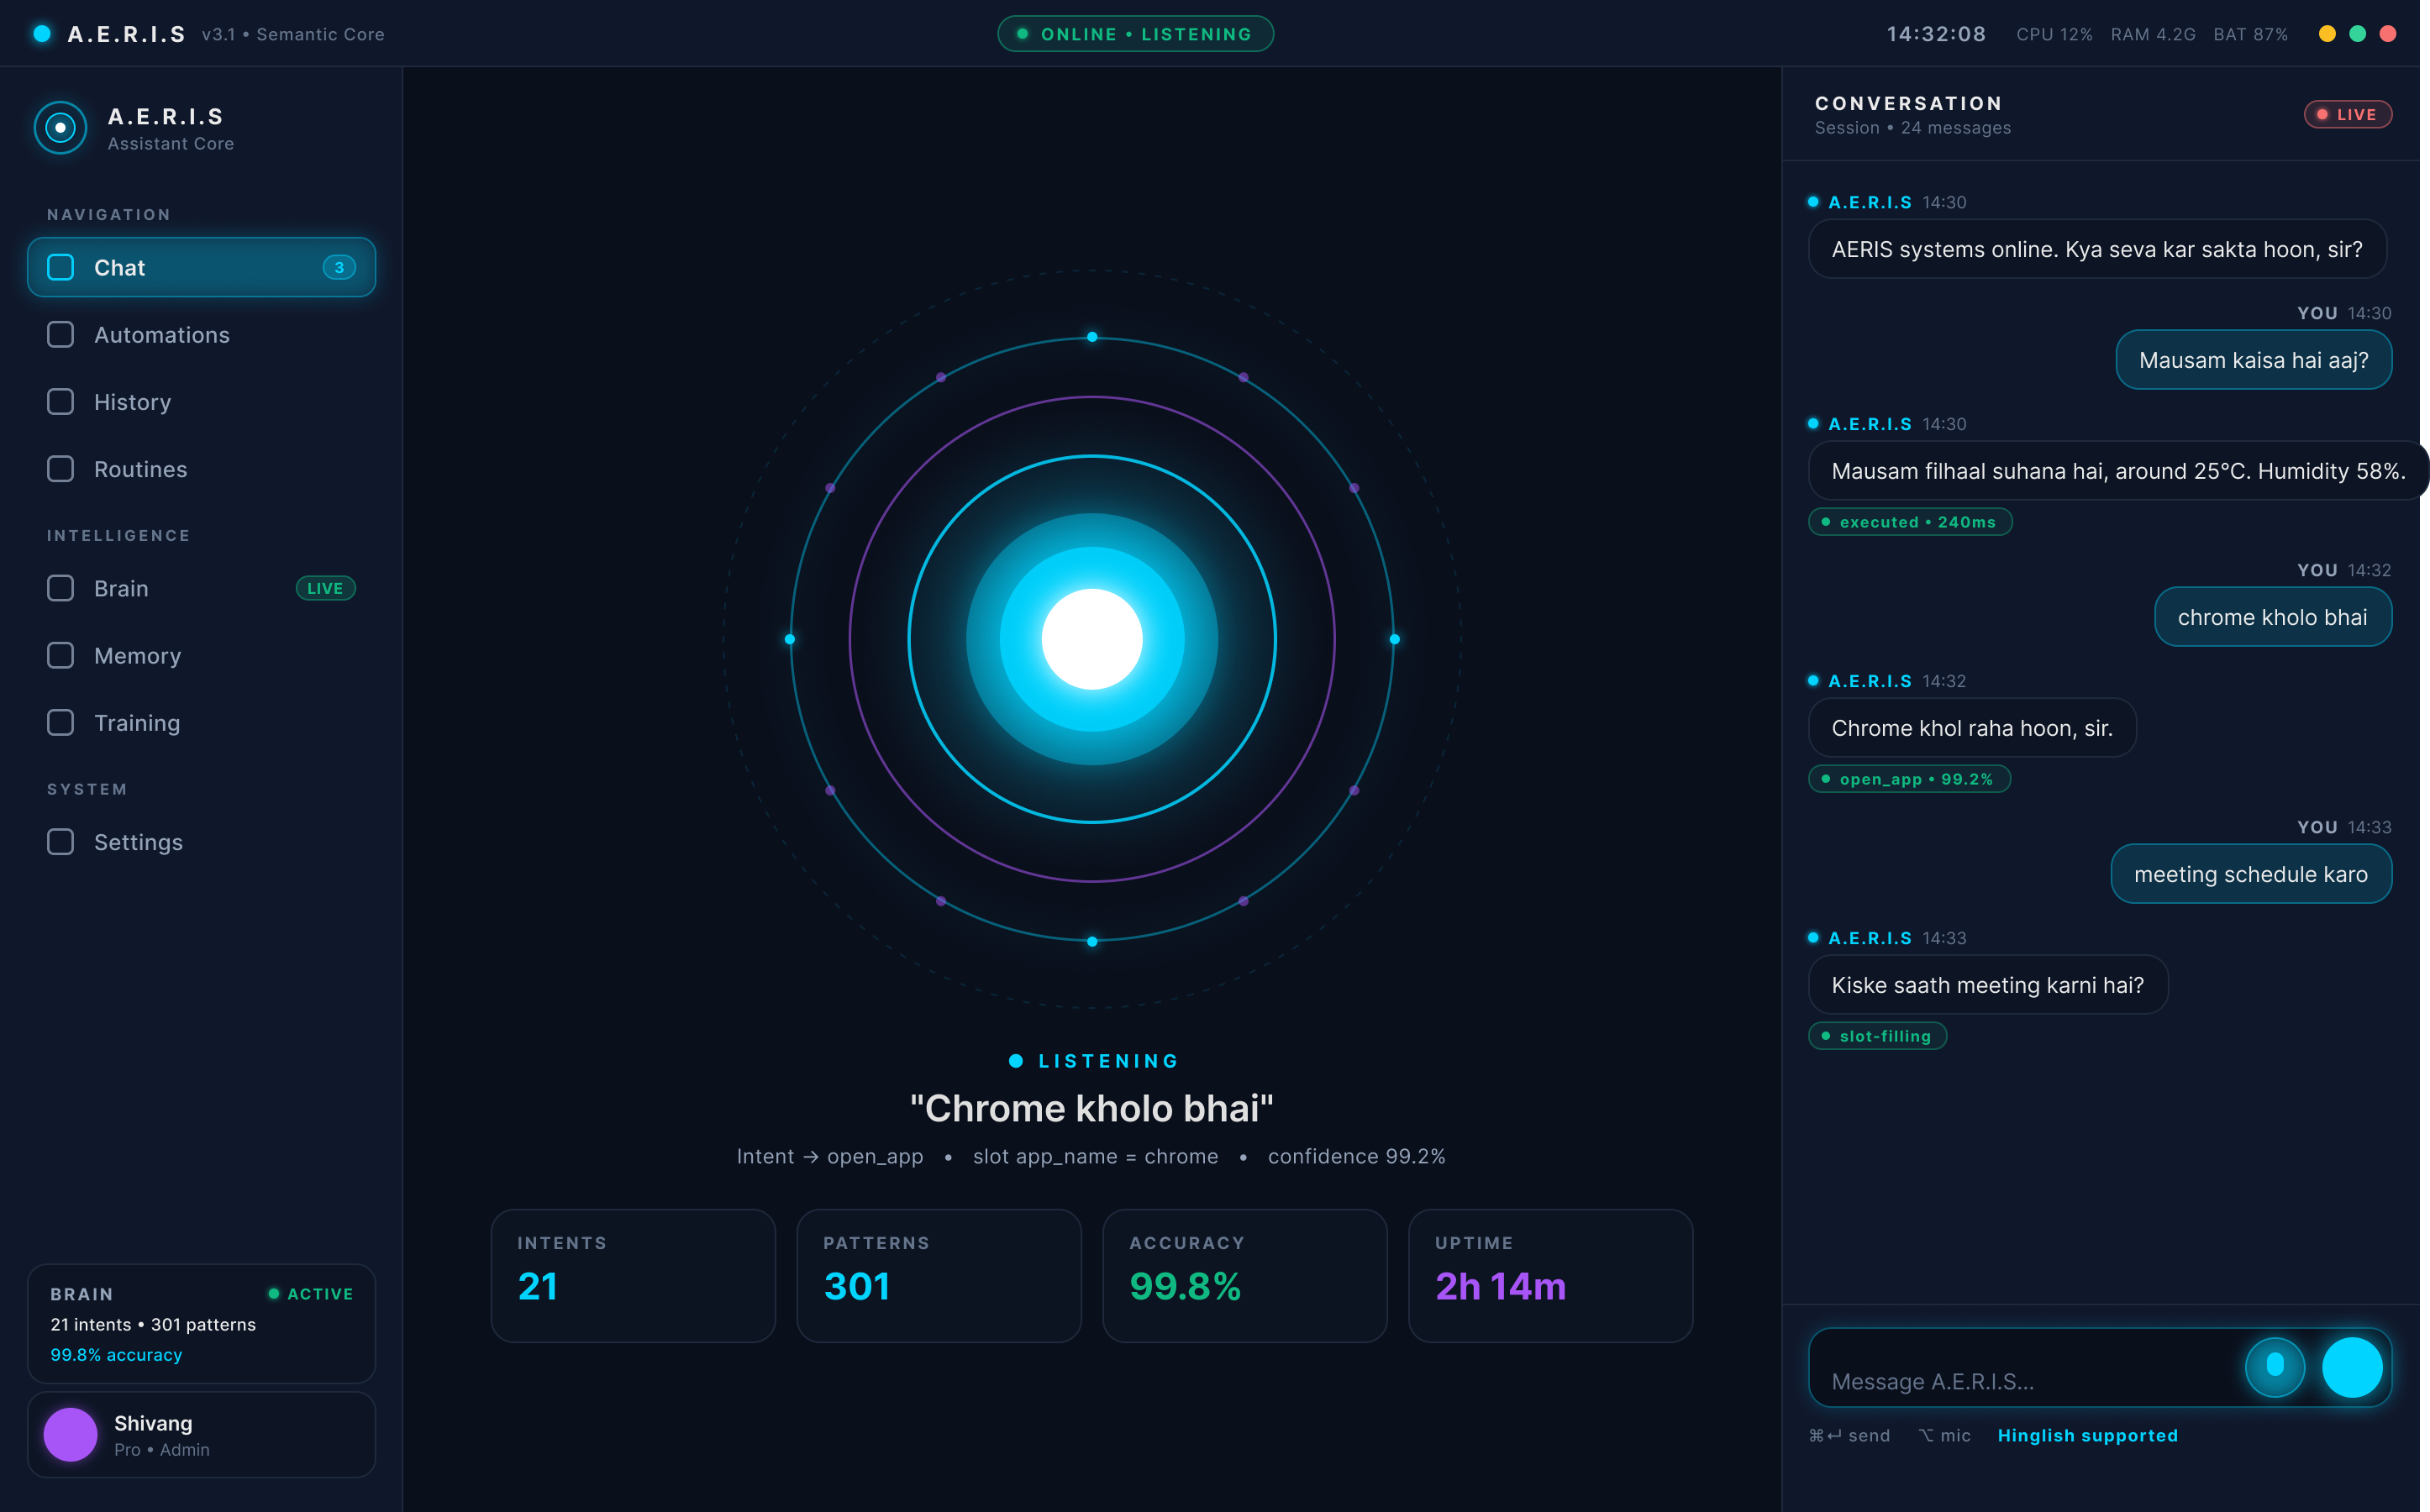 A.E.R.I.S v3.1 • Semantic Core
ONLINE • LISTENING
14:32:08 CPU 12% RAM 4.2G BAT 87%
A.E.R.I.S
Assistant Core
NAVIGATION
Chat 3
Automations
History
Routines
INTELLIGENCE
Brain LIVE
Memory
Training
SYSTEM
Settings
BRAIN ACTIVE
21 intents • 301 patterns
99.8% accuracy
Shivang
Pro • Admin
LISTENING
"Chrome kholo bhai"
Intent → open_app • slot app_name = chrome • confidence 99.2%
INTENTS
21
PATTERNS
301
ACCURACY
99.8%
UPTIME
2h 14m
CONVERSATION
Session • 24 messages
LIVE
A.E.R.I.S 14:30
AERIS systems online. Kya seva kar sakta hoon, sir?
YOU 14:30
Mausam kaisa hai aaj?
A.E.R.I.S 14:30
Mausam filhaal suhana hai, around 25°C. Humidity 58%.
executed • 240ms
YOU 14:32
chrome kholo bhai
A.E.R.I.S 14:32
Chrome khol raha hoon, sir.
open_app • 99.2%
YOU 14:33
meeting schedule karo
A.E.R.I.S 14:33
Kiske saath meeting karni hai?
slot-filling
Message A.E.R.I.S...
⌘↵ send ⌥ mic Hinglish supported